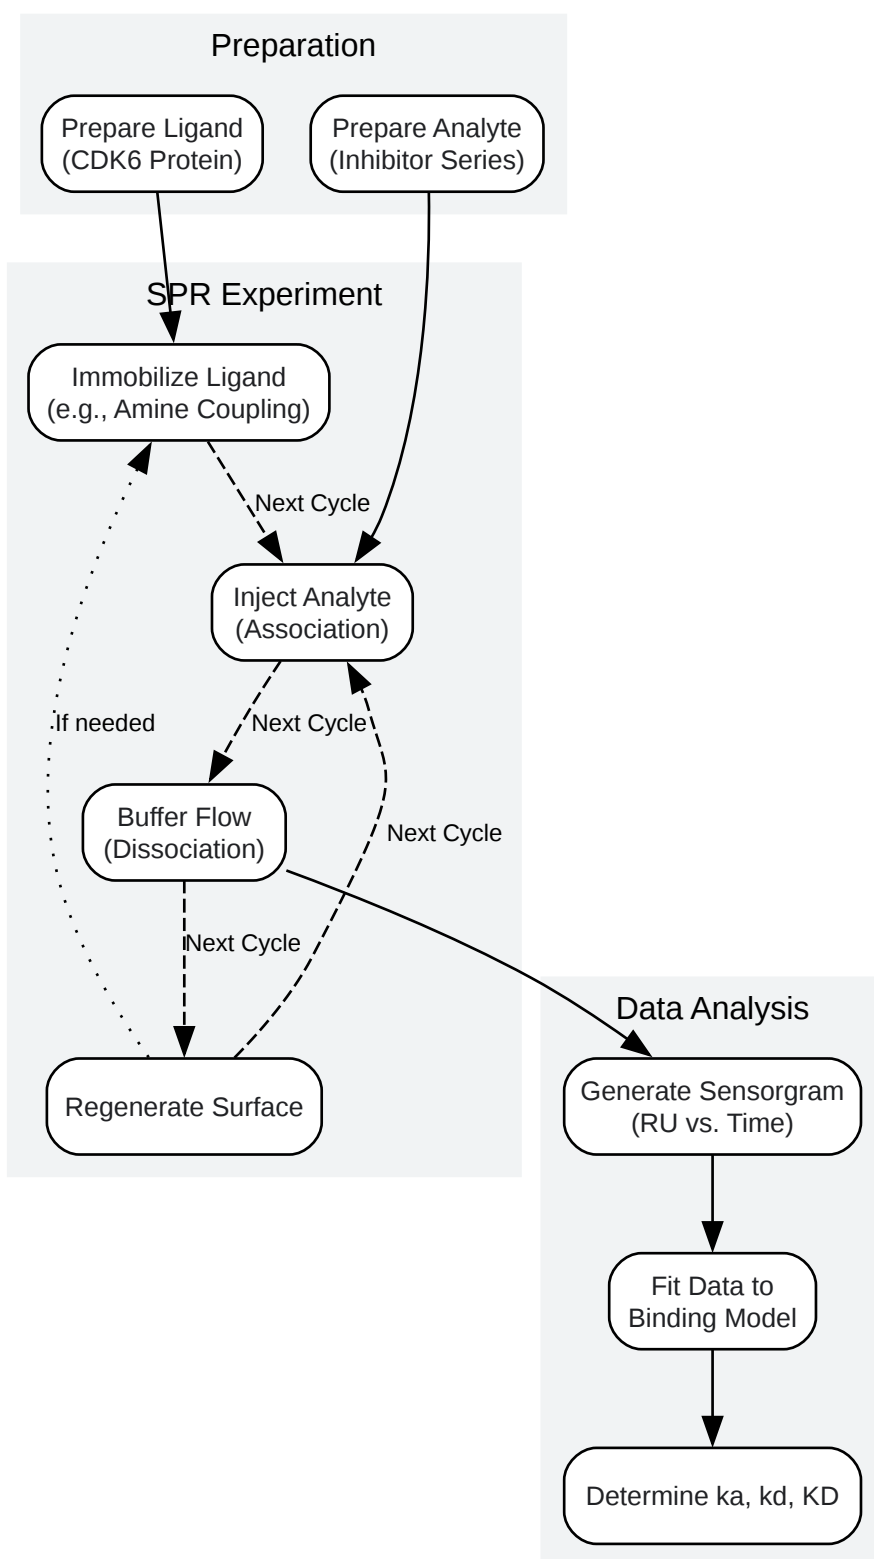 Preparation
Prepare Ligand
(CDK6 Protein)
Prepare Analyte
(Inhibitor Series)
SPR Experiment
Immobilize Ligand
(e.g., Amine Coupling)
Next Cycle
Inject Analyte
(Association)
If needed
Next Cycle
Buffer Flow
(Dissociation)
Next Cycle
Next Cycle
Regenerate Surface
Data Analysis
Generate Sensorgram
(RU vs. Time)
Fit Data to
Binding Model
Determine ka, kd, KD